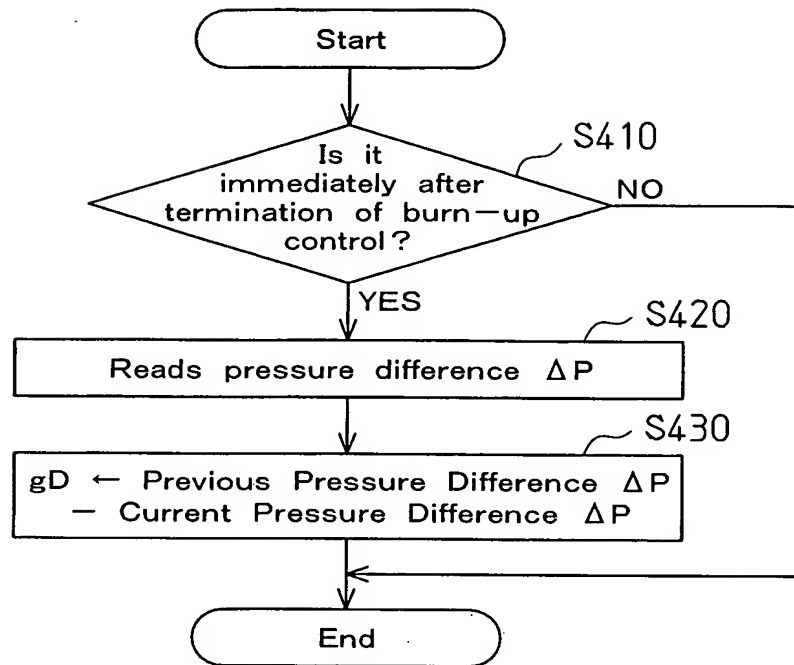 Start
S410
Is it
immediately after
termination of burn-up
control?
NO
YES
S420
Reads pressure difference ΔP
S430
gD ← Previous Pressure Difference ΔP
− Current Pressure Difference ΔP
End